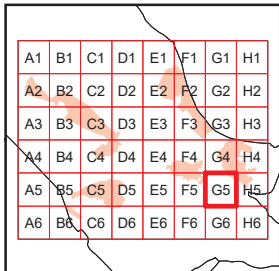 A1 B1 C1 D1 E1 F1 G1 H1
A2 B2 C2 D2 E2 F2 G2 H2
A3 B3 C3 D3 E3 F3 G3 H3
A4 B4 C4 D4 E4 F4 G4 H4
A5 B5 C5 D5 E5 F5 G5 H5
A6 B6 C6 D6 E6 F6 G6 H6